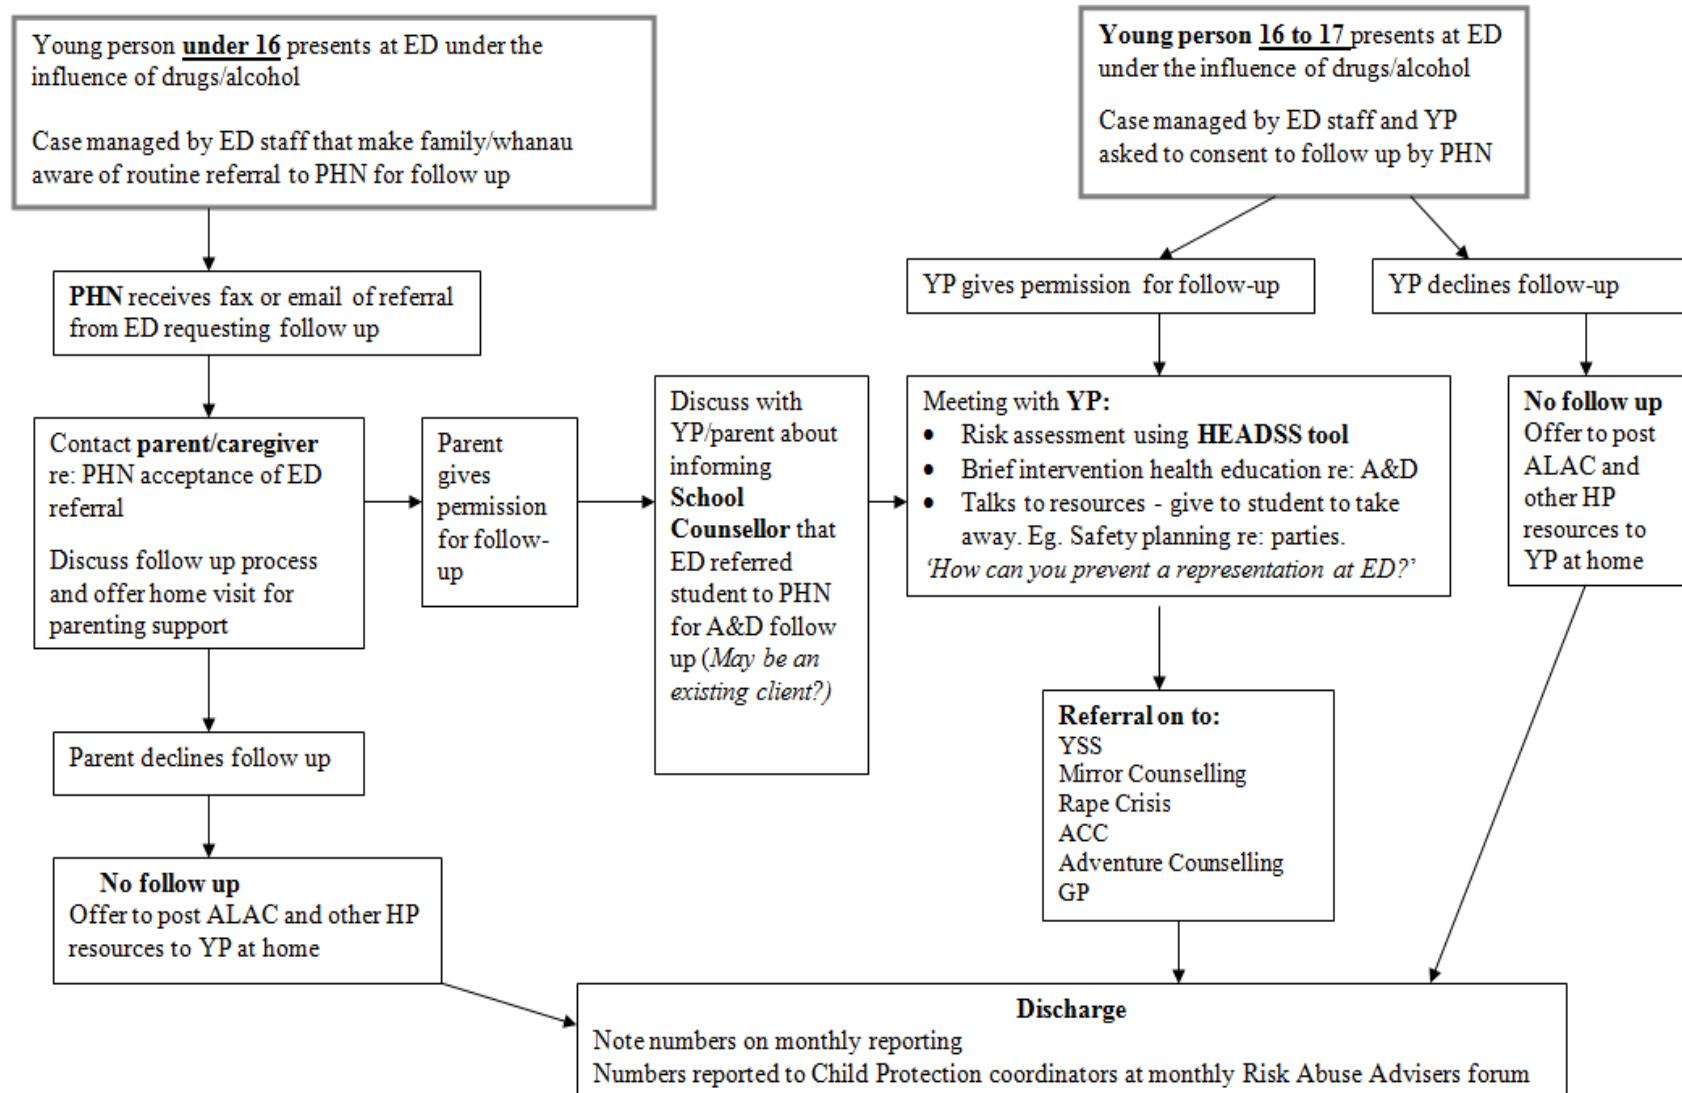 Young person under 16 presents at ED under the
influence of drugs/alcohol
Case managed by ED staff that make family/whanau
aware of routine referral to PHN for follow up
Young person 16 to 17 presents at ED
under the influence of drugs/alcohol
Case managed by ED staff and YP
asked to consent to follow up by PHN
PHN receives fax or email of referral
from ED requesting follow up
YP gives permission for follow-up
YP declines follow-up
Contact parent/caregiver
re: PHN acceptance of ED
referral
Discuss follow up process
and offer home visit for
parenting support
Parent
gives
permission
for follow-
up
Discuss with
YP/parent about
informing
School
Counsellor that
ED referred
student to PHN
for A&D follow
up (May be an
existing client?)
Meeting with YP:
• Risk assessment using HEADSS tool
• Brief intervention health education re: A&D
• Talks to resources - give to student to take
away. Eg. Safety planning re: parties.
‘How can you prevent a representation at ED?’
No follow up
Offer to post
ALAC and
other HP
resources to
YP at home
Parent declines follow up
Referral on to:
YSS
Mirror Counselling
Rape Crisis
ACC
Adventure Counselling
GP
No follow up
Offer to post ALAC and other HP
resources to YP at home
Discharge
Note numbers on monthly reporting
Numbers reported to Child Protection coordinators at monthly Risk Abuse Advisers forum